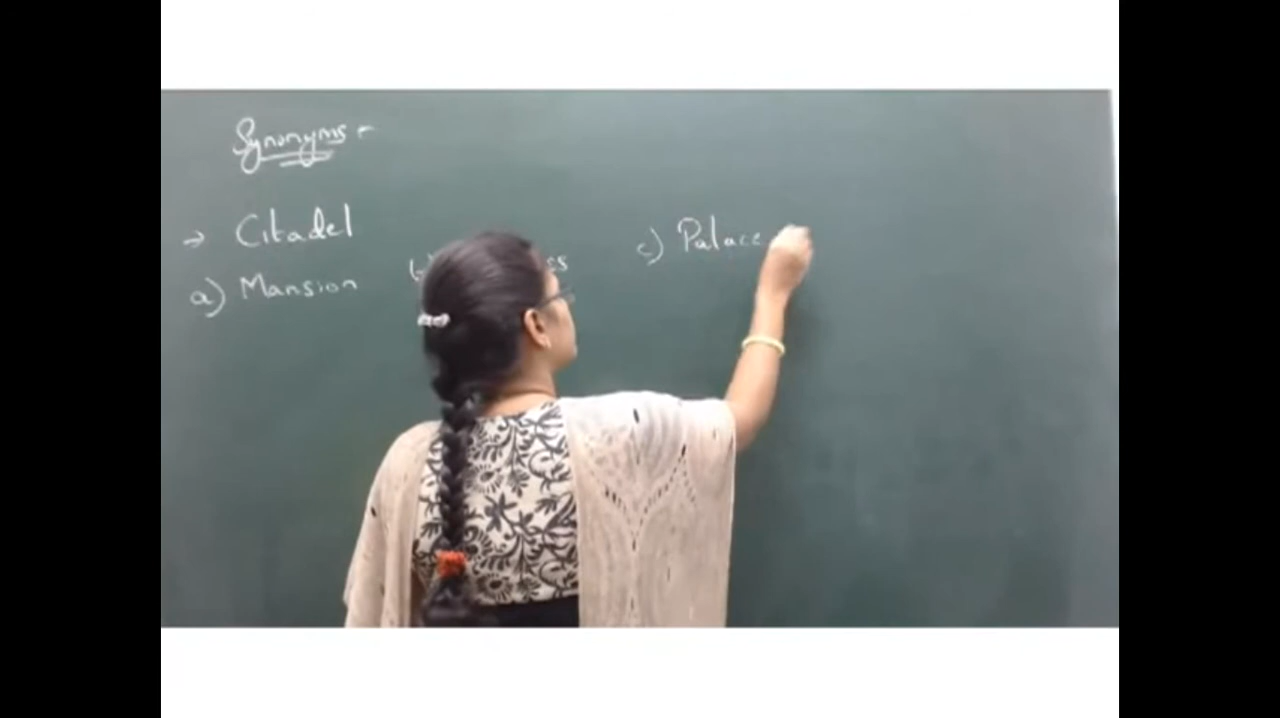 Synonyms -
→ Citadel
a) Mansion c) Palace